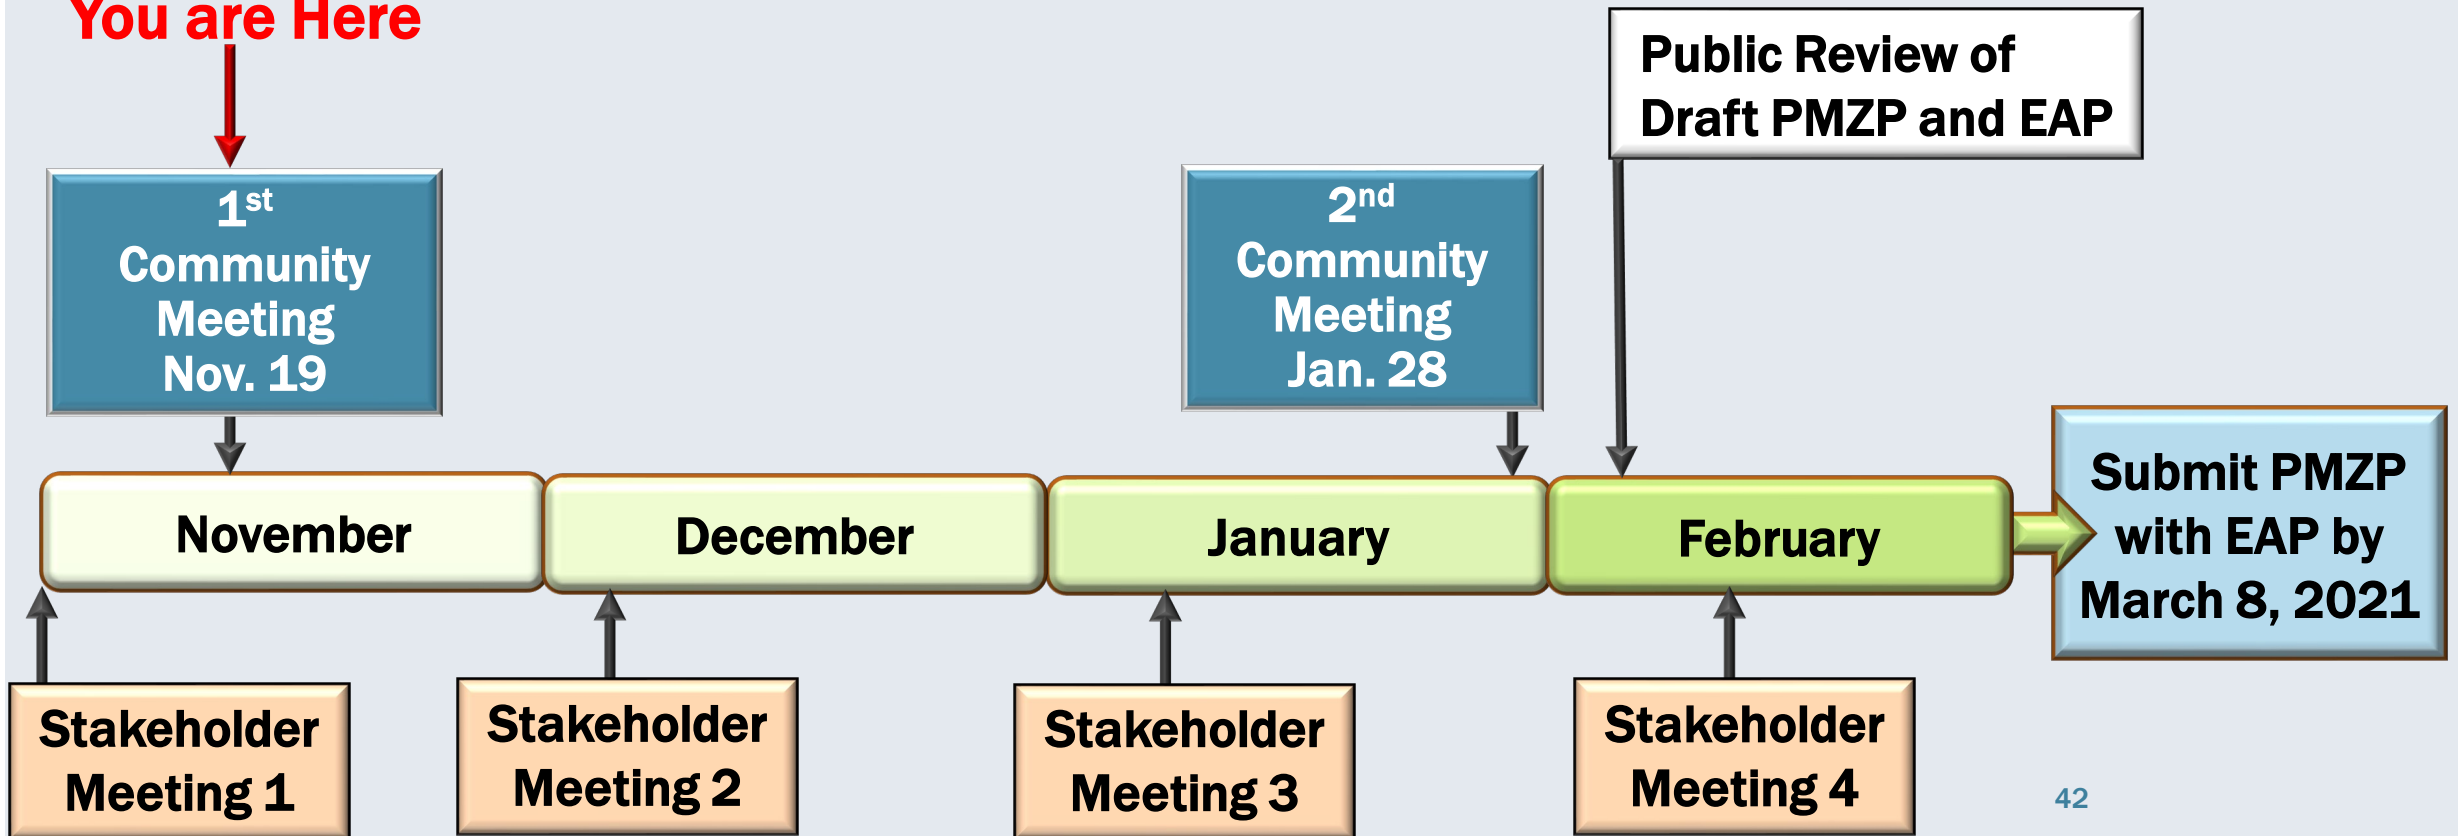 You are Here
Public Review of
Draft PMZP and EAP
1st
Community
Meeting
Nov. 19
2nd
Community
Meeting
Jan. 28
November
December
January
February
Submit PMZP
with EAP by
March 8, 2021
Stakeholder
Meeting 1
Stakeholder
Meeting 2
Stakeholder
Meeting 3
Stakeholder
Meeting 4
42